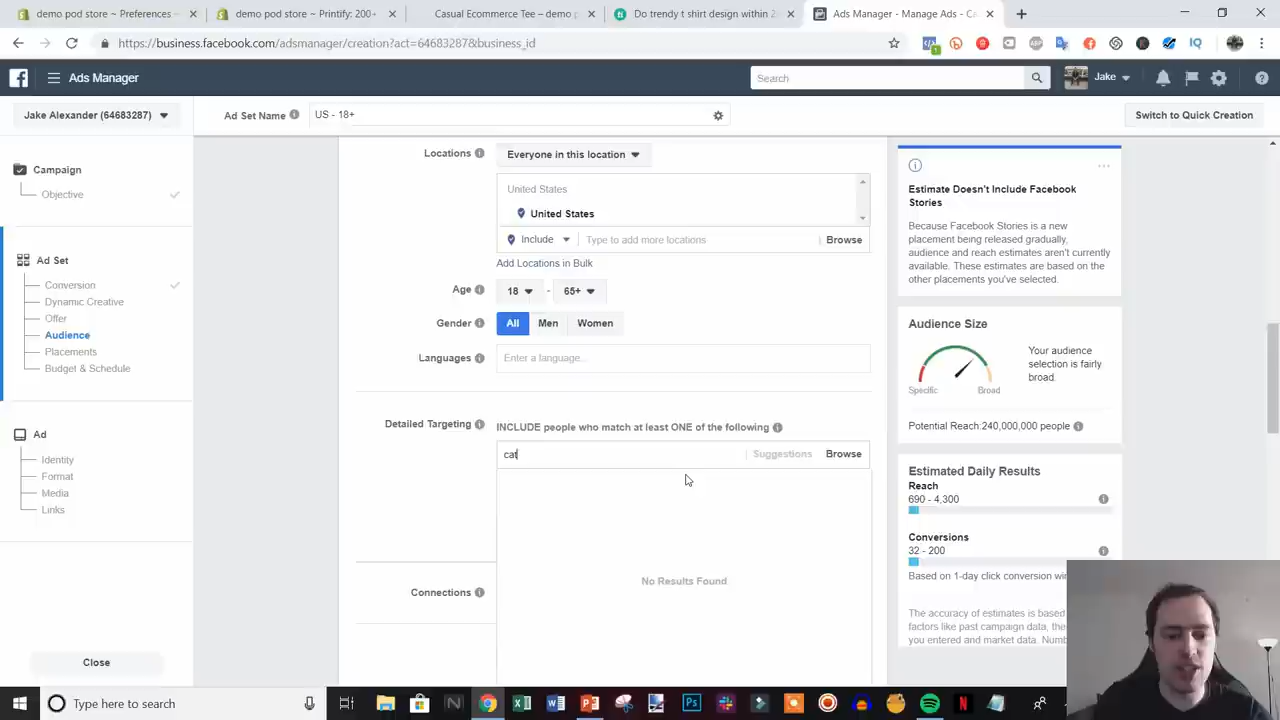 demo pod store ~ Preferences ~
demo pod store ~ Printify: 200+
Casual Ecommerce Tee – demo p
Do trendy t shirt design within 2
Ads Manager - Manage Ads - Ca
https://business.facebook.com/adsmanager/creation?act=64683287&business_id
Ads Manager
Search
Jake
Jake Alexander (64683287)
Ad Set Name
US - 18+
Switch to Quick Creation
Campaign
Objective
Ad Set
Conversion
Dynamic Creative
Offer
Audience
Placements
Budget & Schedule
Ad
Identity
Format
Media
Links
Close
Locations
Everyone in this location
United States
United States
Include
Type to add more locations
Browse
Add Locations in Bulk
Age
18
-
65+
Gender
All
Men
Women
Languages
Enter a language...
Detailed Targeting
INCLUDE people who match at least ONE of the following
cat
Suggestions
Browse
No Results Found
Connections
Estimate Doesn't Include Facebook
Stories
Because Facebook Stories is a new
placement being released gradually,
audience and reach estimates aren't currently
available. These estimates are based on the
other placements you've selected.
Audience Size
Specific
Broad
Your audience
selection is fairly
broad.
Potential Reach:240,000,000 people
Estimated Daily Results
Reach
690 - 4,300
Conversions
32 - 200
Based on 1-day click conversion win
The accuracy of estimates is based
factors like past campaign data, the
you entered and market data. Numb
Type here to search